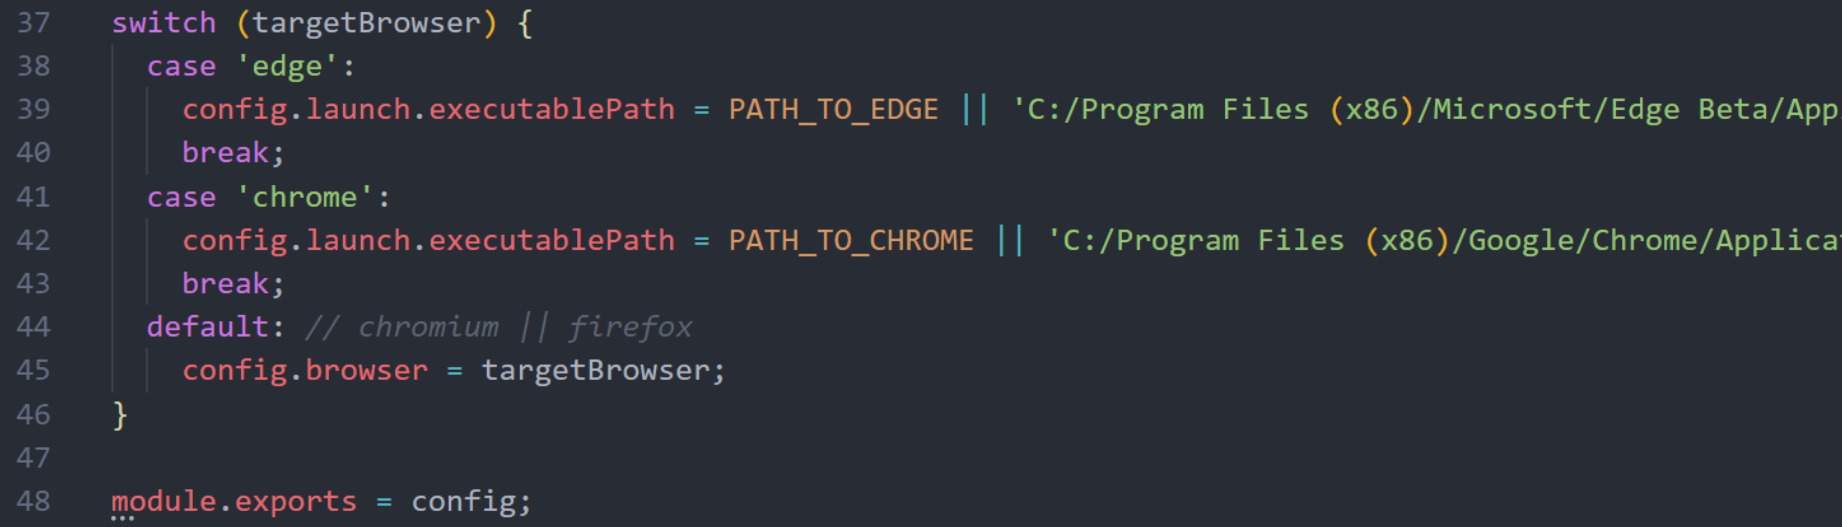 37 switch (targetBrowser) {
38 case 'edge':
39 config.launch.executablePath = PATH_TO_EDGE || 'C:/Program Files (x86)/Microsoft/Edge Beta/App
40 break;
41 case 'chrome':
42 config.launch.executablePath = PATH_TO_CHROME || 'C:/Program Files (x86)/Google/Chrome/Applica
43 break;
44 default: // chromium || firefox
45 config.browser = targetBrowser;
46 }
47
48 module.exports = config;